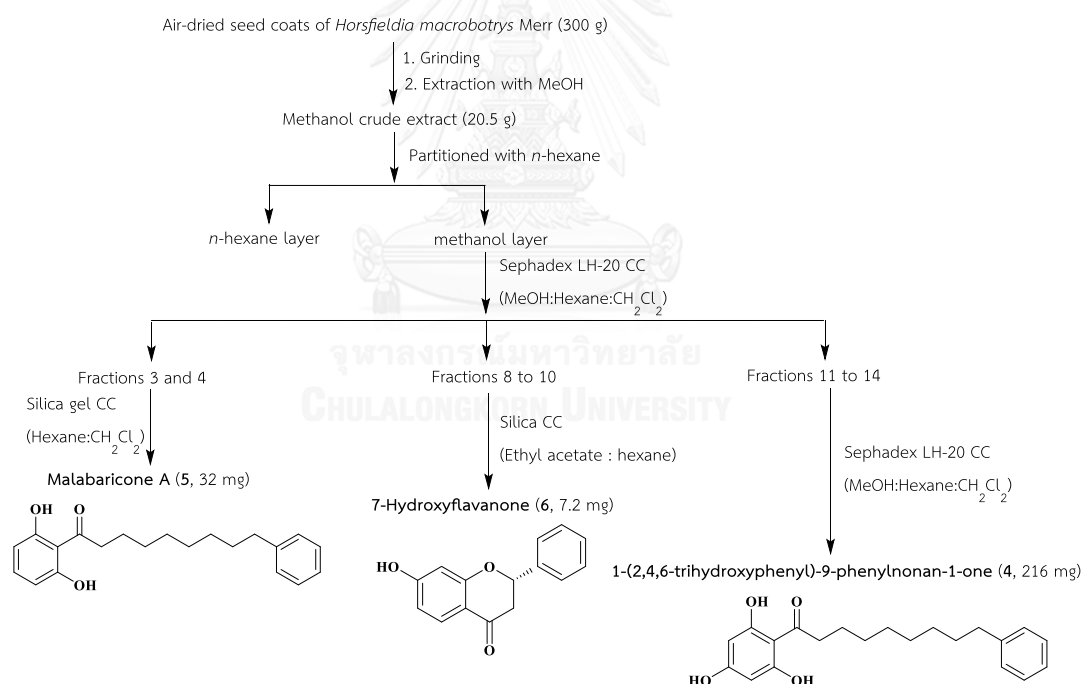 Air-dried seed coats of Horsfieldia macrobotrys Merr (300 g)
1. Grinding
2. Extraction with MeOH
Methanol crude extract (20.5 g)
Partitioned with n-hexane
n-hexane layer
methanol layer
Sephadex LH-20 CC
(MeOH:Hexane:CH2Cl2)
จุฬาลงกรณ์มหาวิทยาลัย
CHULALONGKORN UNIVERSITY
Fractions 3 and 4
Fractions 8 to 10
Fractions 11 to 14
Silica gel CC
(Hexane:CH2Cl2)
Silica CC
(Ethyl acetate : hexane)
Sephadex LH-20 CC
(MeOH:Hexane:CH2Cl2)
Malabaricone A (5, 32 mg)
OH O
OH
7-Hydroxyflavanone (6, 7.2 mg)
HO O
O
1-(2,4,6-trihydroxyphenyl)-9-phenylnonan-1-one (4, 216 mg)
OH O
HO OH